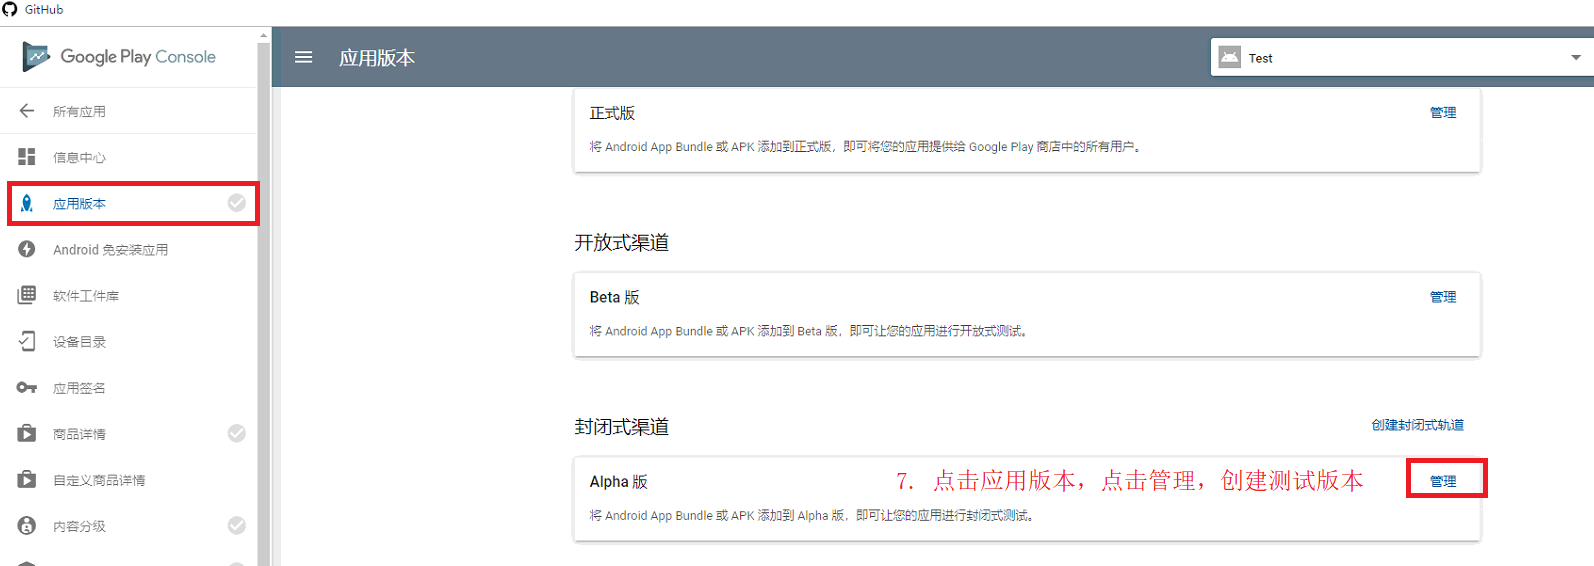 GitHub
Google Play Console
应用版本
Test
所有应用
信息中心
应用版本
Android 免安装应用
软件工件库
设备目录
应用签名
商品详情
自定义商品详情
内容分级
正式版
管理
将 Android App Bundle 或 APK 添加到正式版，即可将您的应用提供给 Google Play 商店中的所有用户。
开放式渠道
Beta 版
管理
将 Android App Bundle 或 APK 添加到 Beta 版，即可让您的应用进行开放式测试。
封闭式渠道
创建封闭式轨道
Alpha 版
7. 点击应用版本，点击管理，创建测试版本
管理
将 Android App Bundle 或 APK 添加到 Alpha 版，即可让您的应用进行封闭式测试。